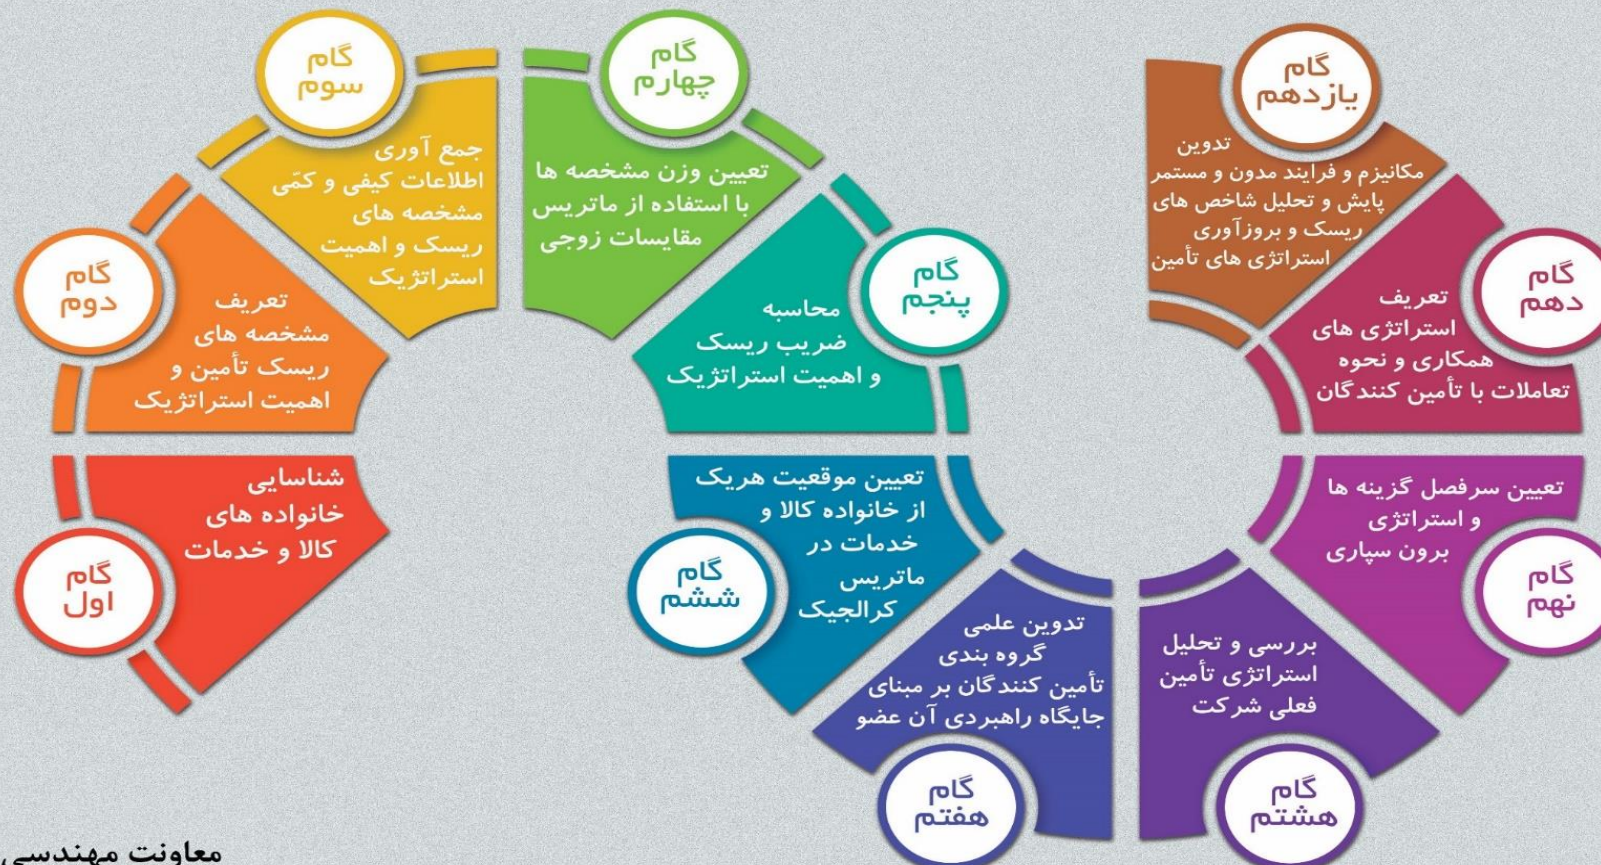 گام
اول
شناسایی
خانواده های
کالا و خدمات
گام
دوم
تعریف
مشخصه های
ریسک تأمین و
اهمیت استراتژیک
گام
سوم
جمع آوری
اطلاعات کیفی و کمَی
مشخصه های
ریسک و اهمیت
استراتژیک
گام
چهارم
تعیین وزن مشخصه ها
با استفاده از ماتریس
مقایسات زوجی
گام
پنجم
محاسبه
ضریب ریسک
و اهمیت استراتژیک
گام
ششم
تعیین موقعیت هریک
از خانواده کالا و
خدمات در
ماتریس
کرالجیک
گام
هفتم
تدوین علمی
گروه بندی
تأمین کنندگان بر مبنای
جایگاه راهبردی آن عضو
گام
هشتم
بررسی و تحلیل
استراتژی تأمین
فعلی شرکت
گام
نهم
تعیین سرفصل گزینه ها
و استراتژی
برون سپاری
گام
دهم
تعریف
استراتژی های
همکاری و نحوه
تعاملات با تأمین کنندگان
گام
یازدهم
تدوین
مکانیزم و فرایند مدون و مستمر
پایش و تحلیل شاخص های
ریسک و بروزآوری
استراتژی های تأمین
معاونت مهندسی